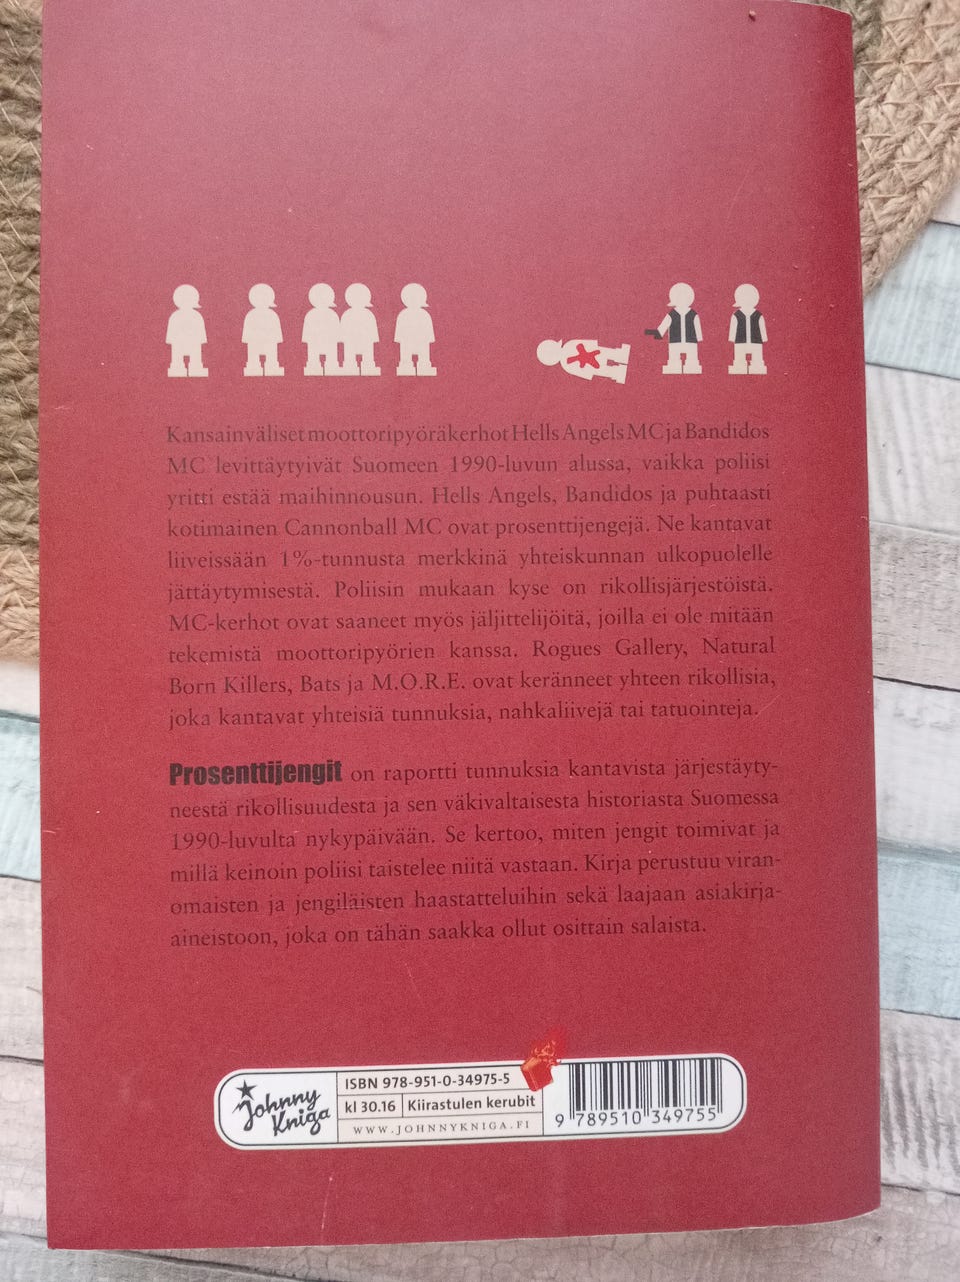 Kansainväliset moottoripyöräkerhot Hells Angels MC ja Bandidos
MC levittäytyivät Suomeen 1990-luvun alussa, vaikka poliisi
yritti estää maihinnousun. Hells Angels, Bandidos ja puhtaasti
kotimainen Cannonball MC ovat prosenttijengejä. Ne kantavat
liiveissään 1%-tunnusta merkkinä yhteiskunnan ulkopuolelle
jättäytymisestä. Poliisin mukaan kyse on rikollisjärjestöistä.
MC-kerhot ovat saaneet myös jäljittelijöitä, joilla ei ole mitään
tekemistä moottoripyörien kanssa. Rogues Gallery, Natural
Born Killers, Bats ja M.O.R.E. ovat keränneet yhteen rikollisia,
joka kantavat yhteisiä tunnuksia, nahkaliivejä tai tatuointeja.
Prosenttijengit on raportti tunnuksia kantavista järjestäyty-
neestä rikollisuudesta ja sen väkivaltaisesta historiasta Suomessa
1990-luvulta nykypäivään. Se kertoo, miten jengit toimivat ja
millä keinoin poliisi taistelee niitä vastaan. Kirja perustuu viran-
omaisten ja jengiläisten haastatteluihin sekä laajaan asiakirja-
aineistoon, joka on tähän saakka ollut osittain salaista.
Johnny
Kniga
ISBN 978-951-0-34975-5
kl 30.16 Kiirastulen kerubit
WWW.JOHNNYKNIGA.FI
9 789510 349755